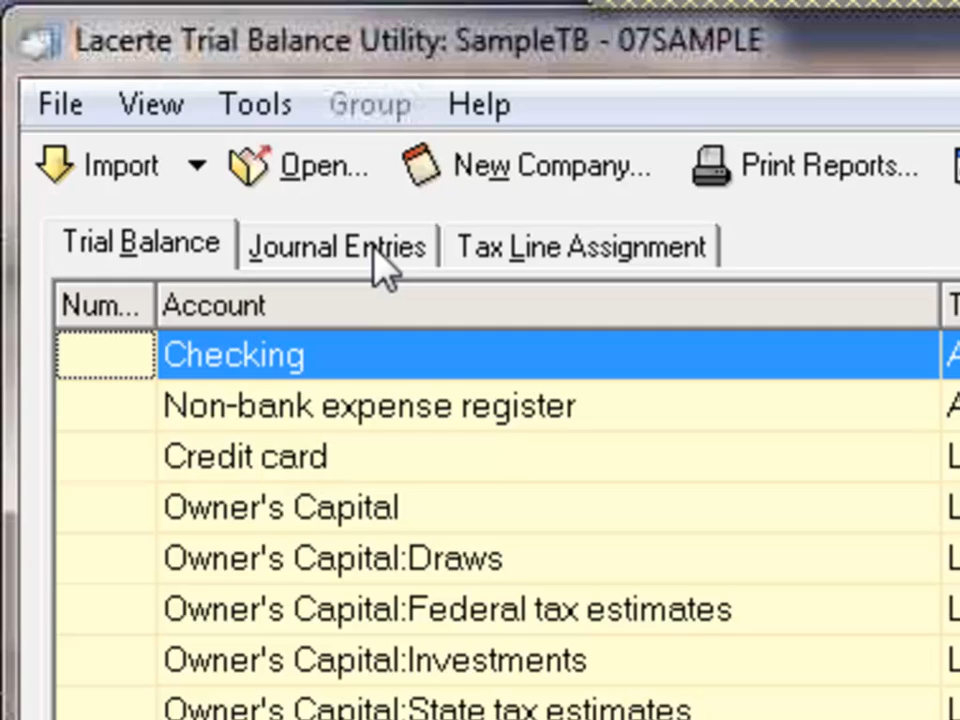 Lacerte Trial Balance Utility: SampleTB - 07SAMPLE
File View Tools Group Help
Import Open... New Company... Print Reports...
Trial Balance Journal Entries Tax Line Assignment
Num... Account T
Checking A
Non-bank expense register A
Credit card L
Owner's Capital L
Owner's Capital:Draws L
Owner's Capital:Federal tax estimates L
Owner's Capital:Investments L
Owner's Capital:State tax estimates L